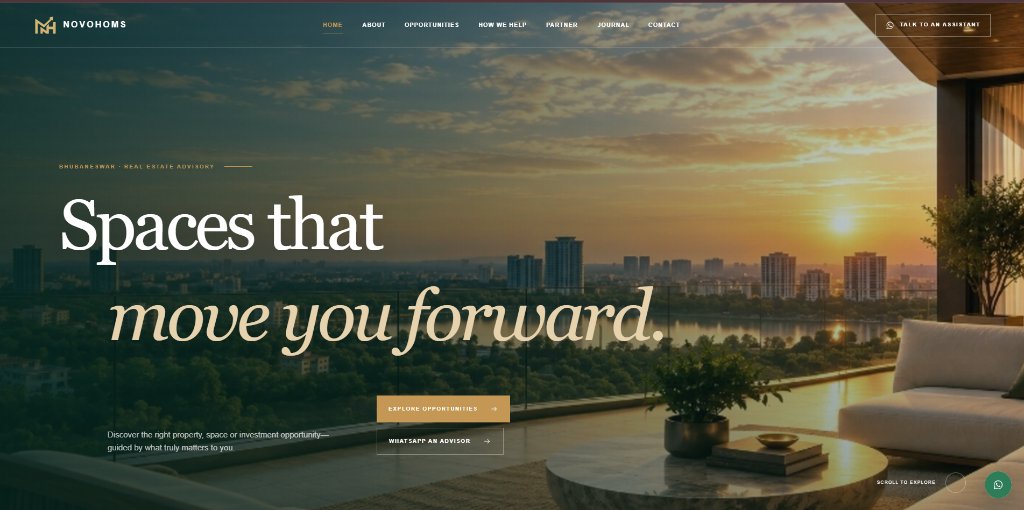 NOVOHOMS
HOME
ABOUT
OPPORTUNITIES
HOW WE HELP
PARTNER
JOURNAL
CONTACT
TALK TO AN ASSISTANT
BHUBANESWAR · REAL ESTATE ADVISORY
Spaces that
move you forward.
EXPLORE OPPORTUNITIES →
Discover the right property, space or investment opportunity—
guided by what truly matters to you.
WHATSAPP AN ADVISOR →
SCROLL TO EXPLORE